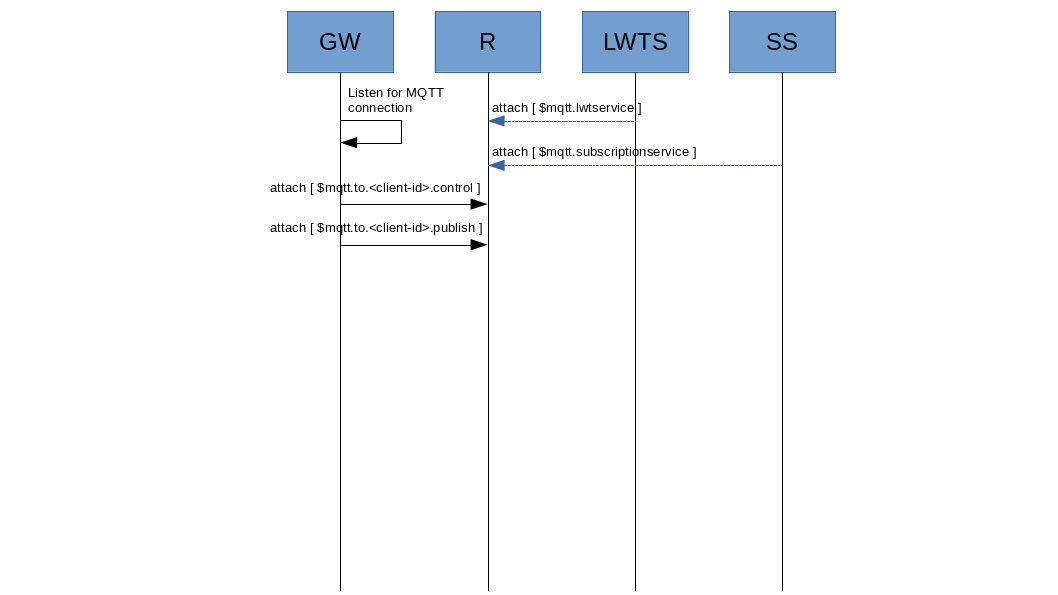 GW
R
LWTS
SS
Listen for MQTT
connection
attach [ $mqtt.lwtservice ]
attach [ $mqtt.subscriptionservice ]
attach [ $mqtt.to.<client-id>.control ]
attach [ $mqtt.to.<client-id>.publish ]